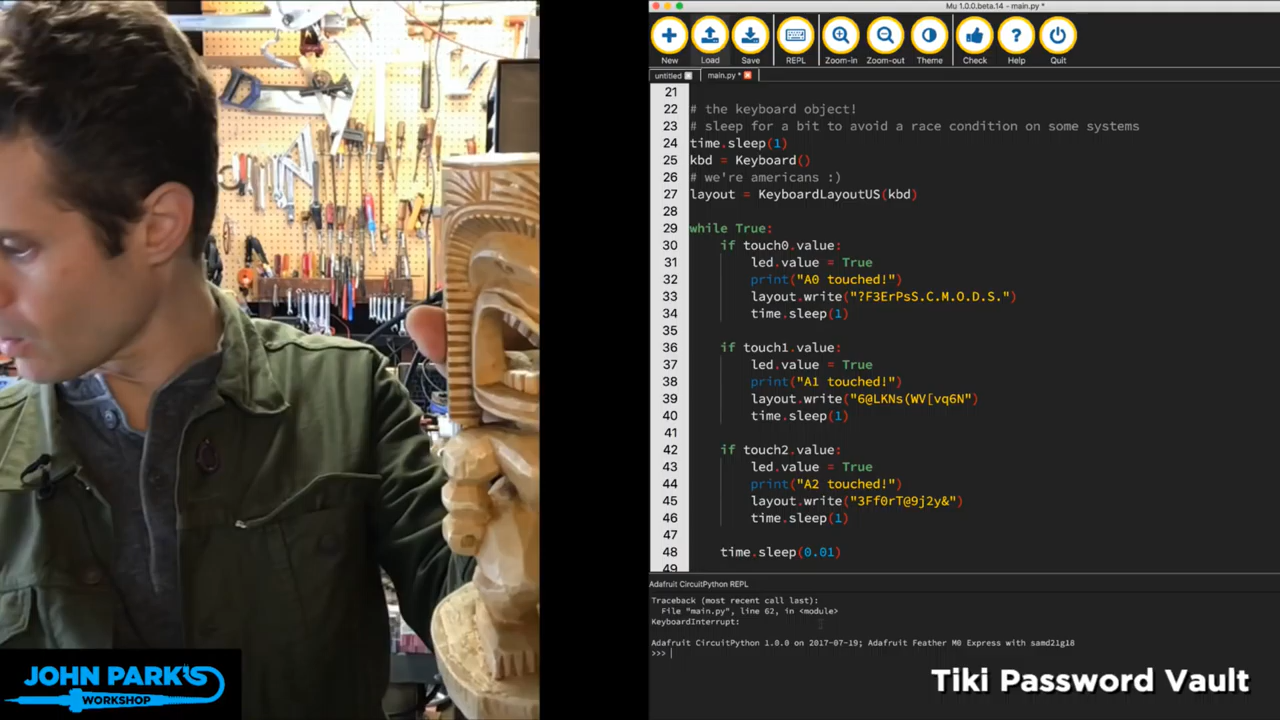 Mu 1.0.0.beta.14 - main.py *
New Load Save REPL Zoom-in Zoom-out Theme Check Help Quit
untitled main.py *
21
22 # the keyboard object!
23 # sleep for a bit to avoid a race condition on some systems
24 time.sleep(1)
25 kbd = Keyboard()
26 # we're americans :)
27 layout = KeyboardLayoutUS(kbd)
28
29 while True:
30 if touch0.value:
31 led.value = True
32 print("A0 touched!")
33 layout.write("?F3ErPsS.C.M.O.D.S.")
34 time.sleep(1)
35
36 if touch1.value:
37 led.value = True
38 print("A1 touched!")
39 layout.write("6@LKNs(WV[vq6N")
40 time.sleep(1)
41
42 if touch2.value:
43 led.value = True
44 print("A2 touched!")
45 layout.write("3Ff0rT@9j2y&")
46 time.sleep(1)
47
48 time.sleep(0.01)
49
Adafruit CircuitPython REPL
Traceback (most recent call last):
File "main.py", line 62, in <module>
KeyboardInterrupt:
Adafruit CircuitPython 1.0.0 on 2017-07-19; Adafruit Feather M0 Express with samd21g18
>>>
JOHN PARK'S
WORKSHOP
Tiki Password Vault